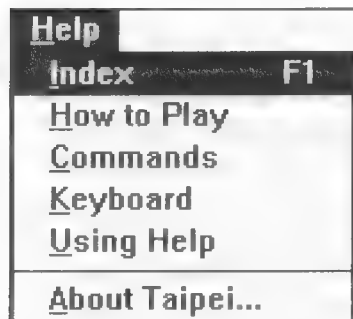 Help
Index F1
How to Play
Commands
Keyboard
Using Help
About Taipei...